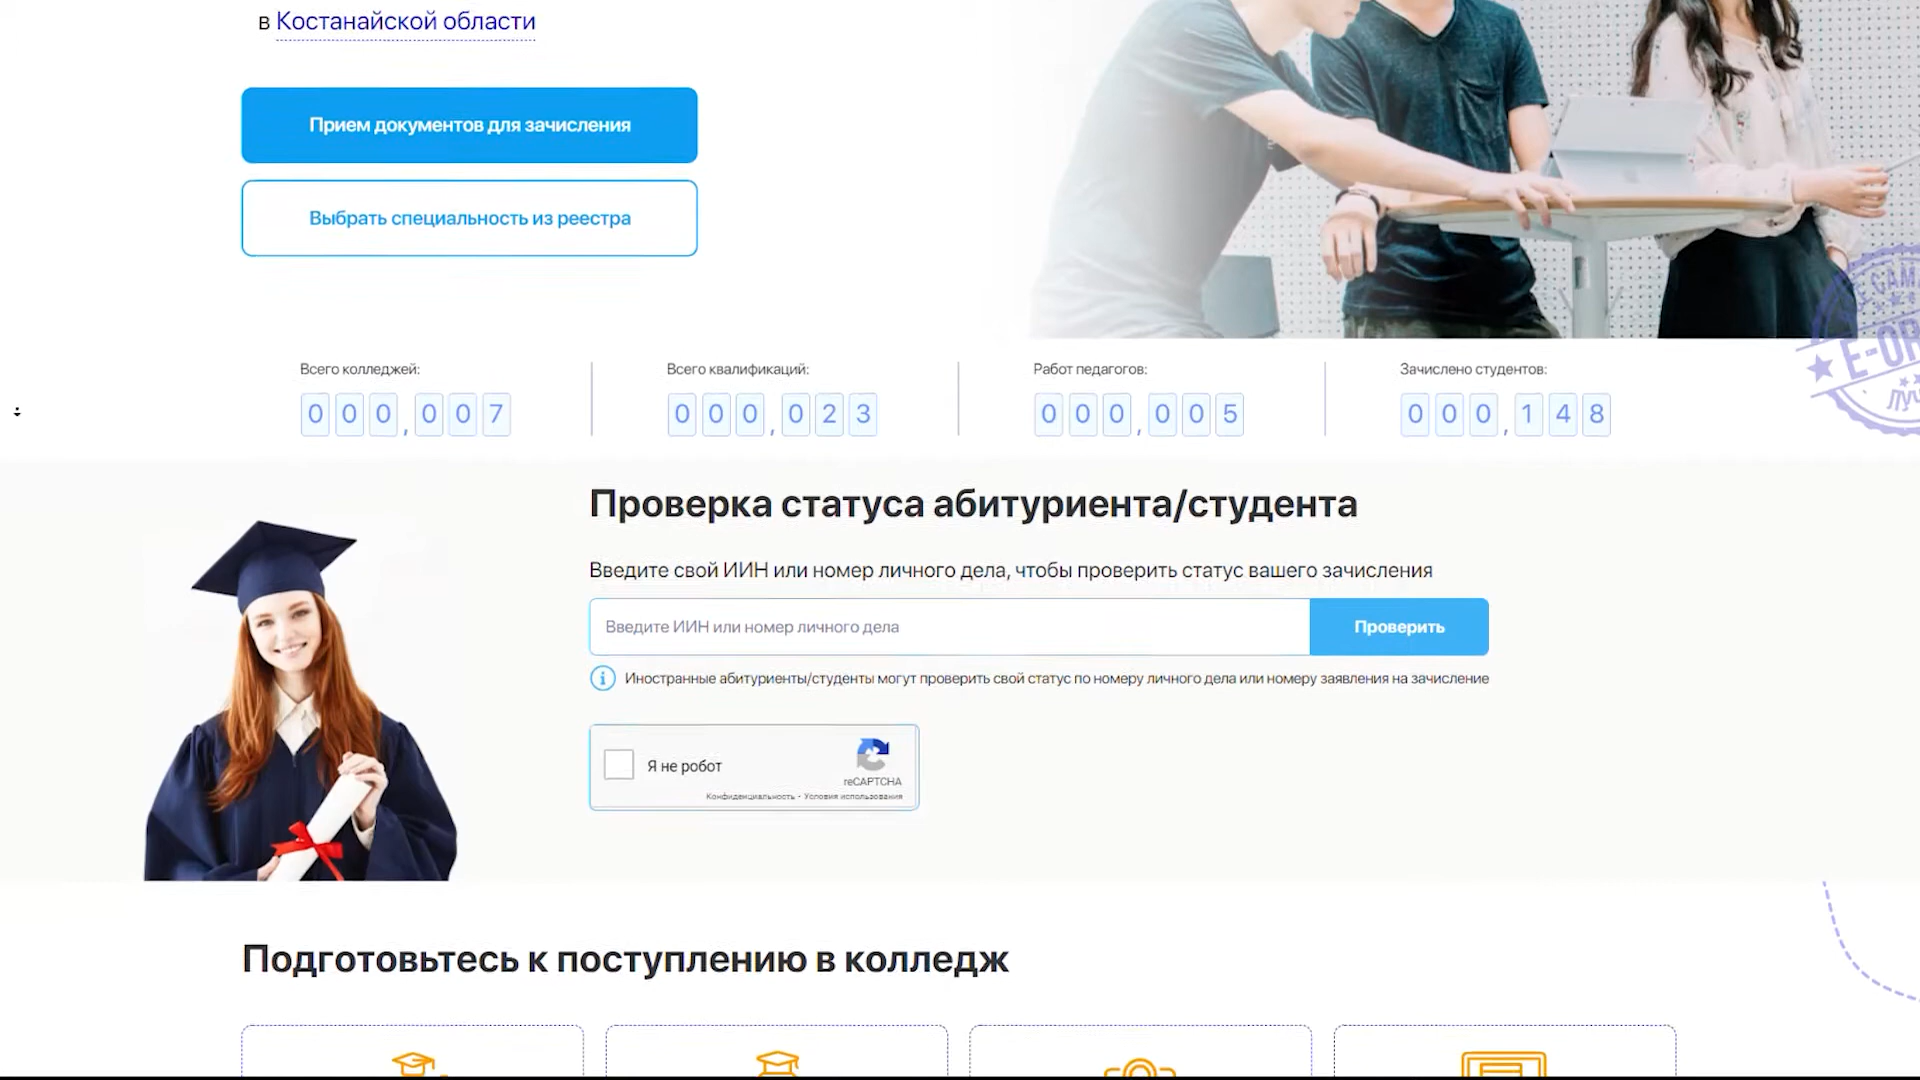 в Костанайской области
Прием документов для зачисления
Выбрать специальность из реестра
Всего колледжей:
000,007
Всего квалификаций:
000,023
Работ педагогов:
000,005
Зачислено студентов:
000,148
Проверка статуса абитуриента/студента
Введите свой ИИН или номер личного дела, чтобы проверить статус вашего зачисления
Введите ИИН или номер личного дела
Проверить
Иностранные абитуриенты/студенты могут проверить свой статус по номеру личного дела или номеру заявления на зачисление
Я не робот
reCAPTCHA
Конфиденциальность - Условия использования
Подготовьтесь к поступлению в колледж